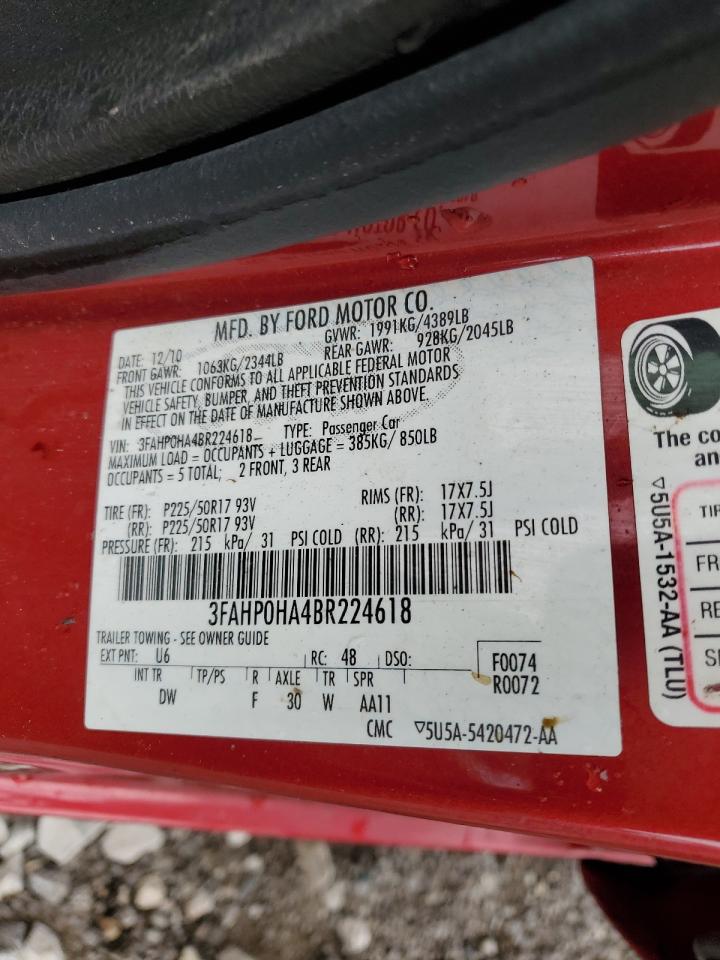 MFD. BY FORD MOTOR CO.
DATE: 12/10 GVWR: 1991KG/4389LB
FRONT GAWR: 1063KG/2344LB REAR GAWR: 928KG/2045LB
THIS VEHICLE CONFORMS TO ALL APPLICABLE FEDERAL MOTOR
VEHICLE SAFETY, BUMPER, AND THEFT PREVENTION STANDARDS
IN EFFECT ON THE DATE OF MANUFACTURE SHOWN ABOVE.
VIN: 3FAHP0HA4BR224618 TYPE: Passenger Car
MAXIMUM LOAD = OCCUPANTS + LUGGAGE = 385KG/ 850LB
OCCUPANTS = 5 TOTAL; 2 FRONT, 3 REAR
TIRE (FR): P225/50R17 93V RIMS (FR): 17X7.5J
(RR): P225/50R17 93V (RR): 17X7.5J
PRESSURE (FR): 215 kPa/ 31 PSI COLD (RR): 215 kPa/ 31 PSI COLD
3FAHP0HA4BR224618
TRAILER TOWING - SEE OWNER GUIDE
EXT PNT: U6 RC: 48 DSO: F0074
INT TR TP/PS R AXLE TR SPR R0072
DW F 30 W AA11
CMC ▽5U5A-5420472-AA
The co
an
▽5U5A-1532-AA (TLU)
TIR
FR
RE